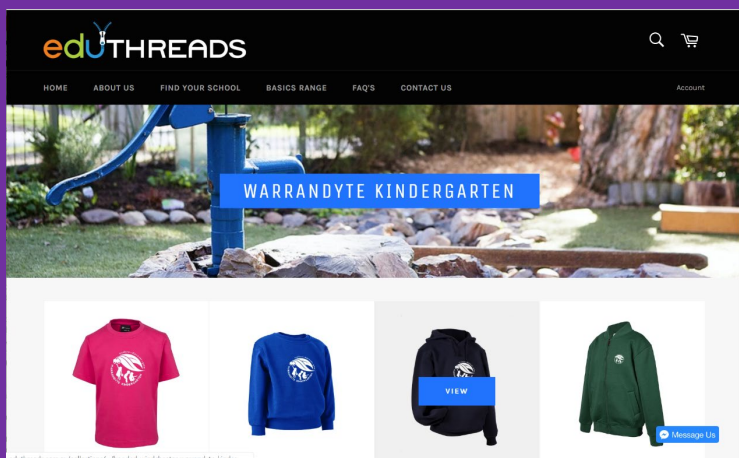 eduTHREADS
HOME ABOUT US FIND YOUR SCHOOL BASICS RANGE FAQ'S CONTACT US Account
WARRANDYTE KINDERGARTEN
VIEW
Message Us